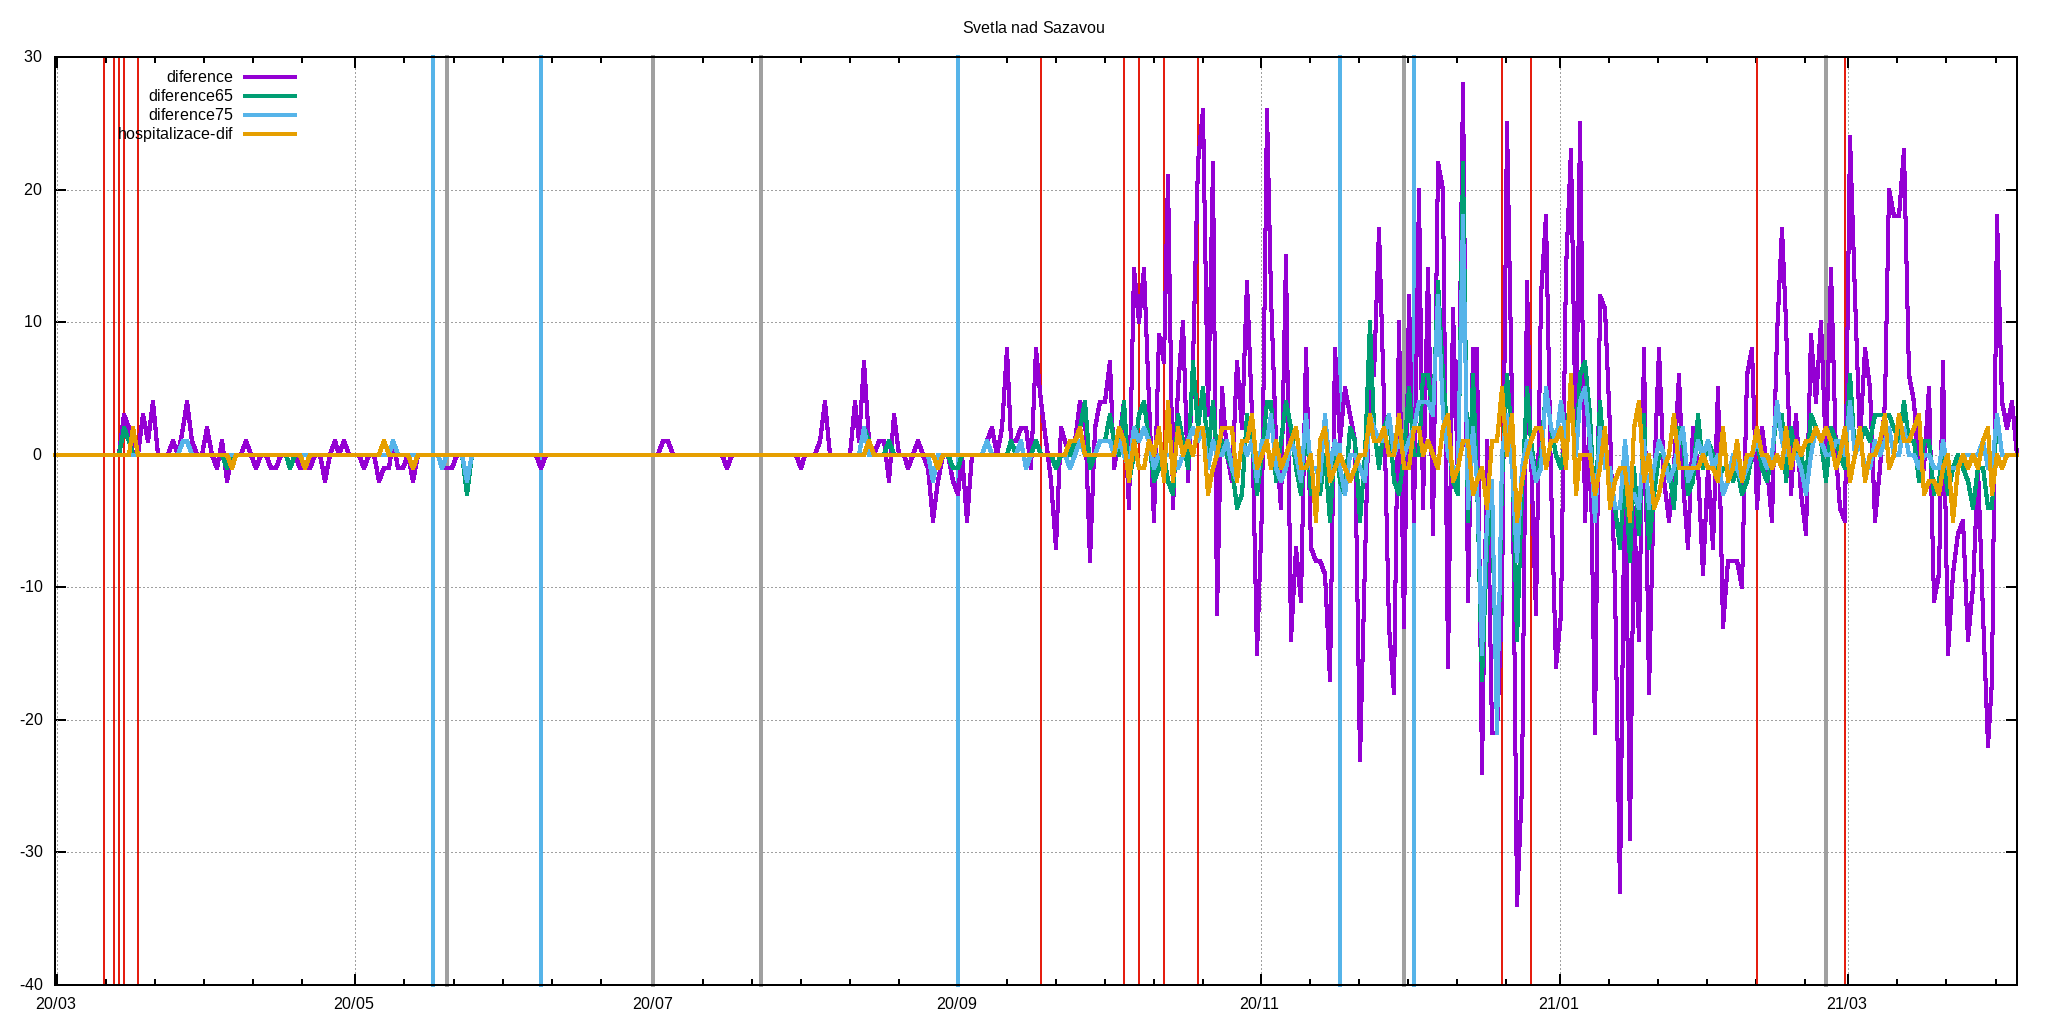 Svetla nad Sazavou
30
diference
diference65
diference75
hospitalizace-dif
20
10
0
-10
-20
-30
-40
20/03 20/05 20/07 20/09 20/11 21/01 21/03